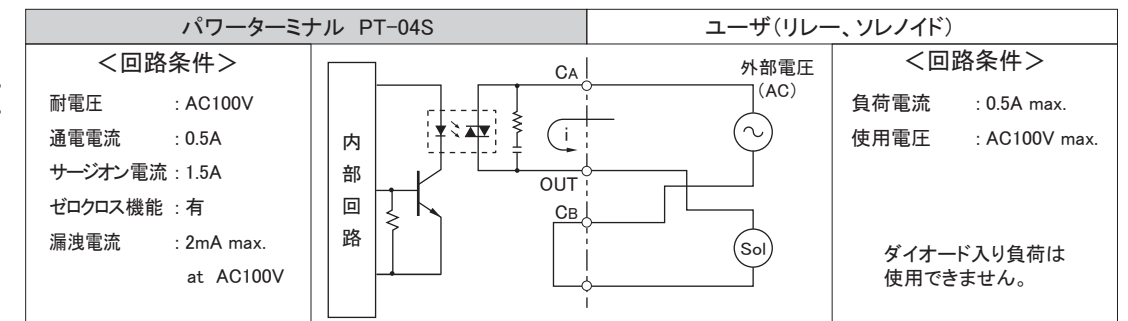 パワーターミナル PT-04S
ユーザ(リレー、ソレノイド)
<回路条件>
耐電圧 : AC100V
通電電流 : 0.5A
サージオン電流 : 1.5A
ゼロクロス機能 : 有
漏洩電流 : 2mA max.
at AC100V
内部回路
CA
i
OUT
CB
外部電圧
(AC)
Sol
<回路条件>
負荷電流 : 0.5A max.
使用電圧 : AC100V max.
ダイオード入り負荷は
使用できません。